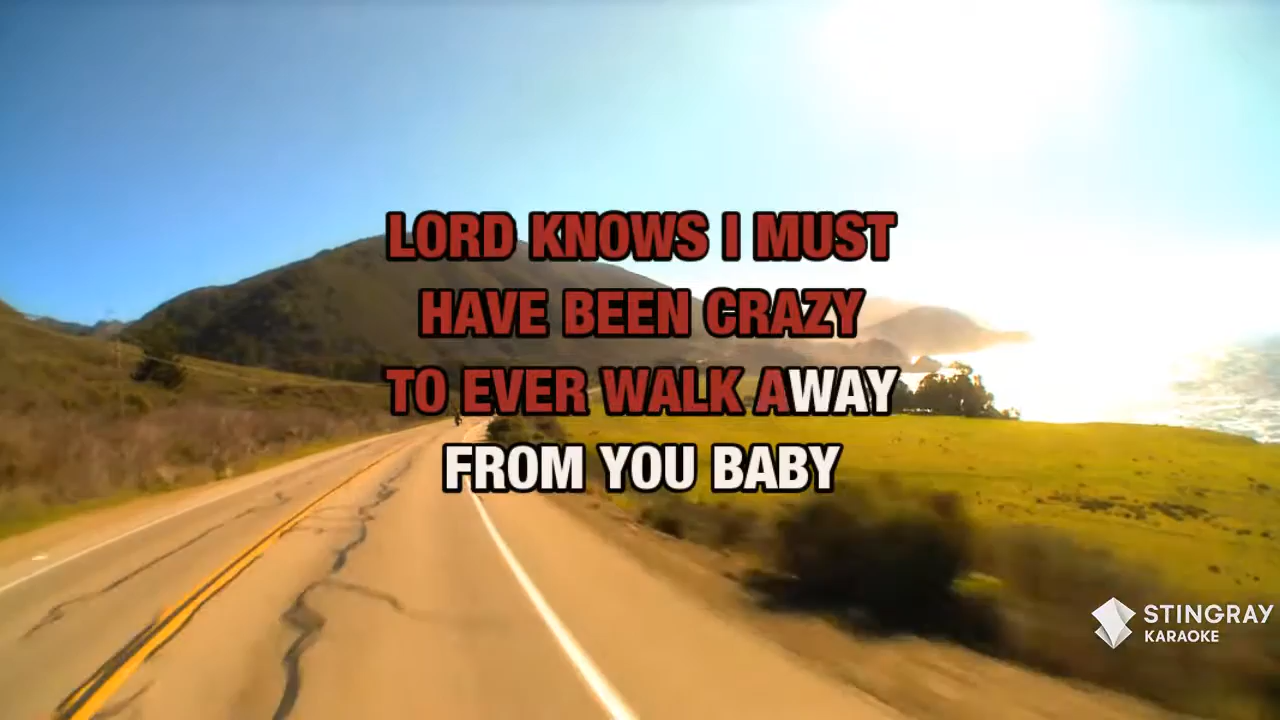 LORD KNOWS I MUST
HAVE BEEN CRAZY
TO EVER WALK AWAY
FROM YOU BABY
STINGRAY
KARAOKE